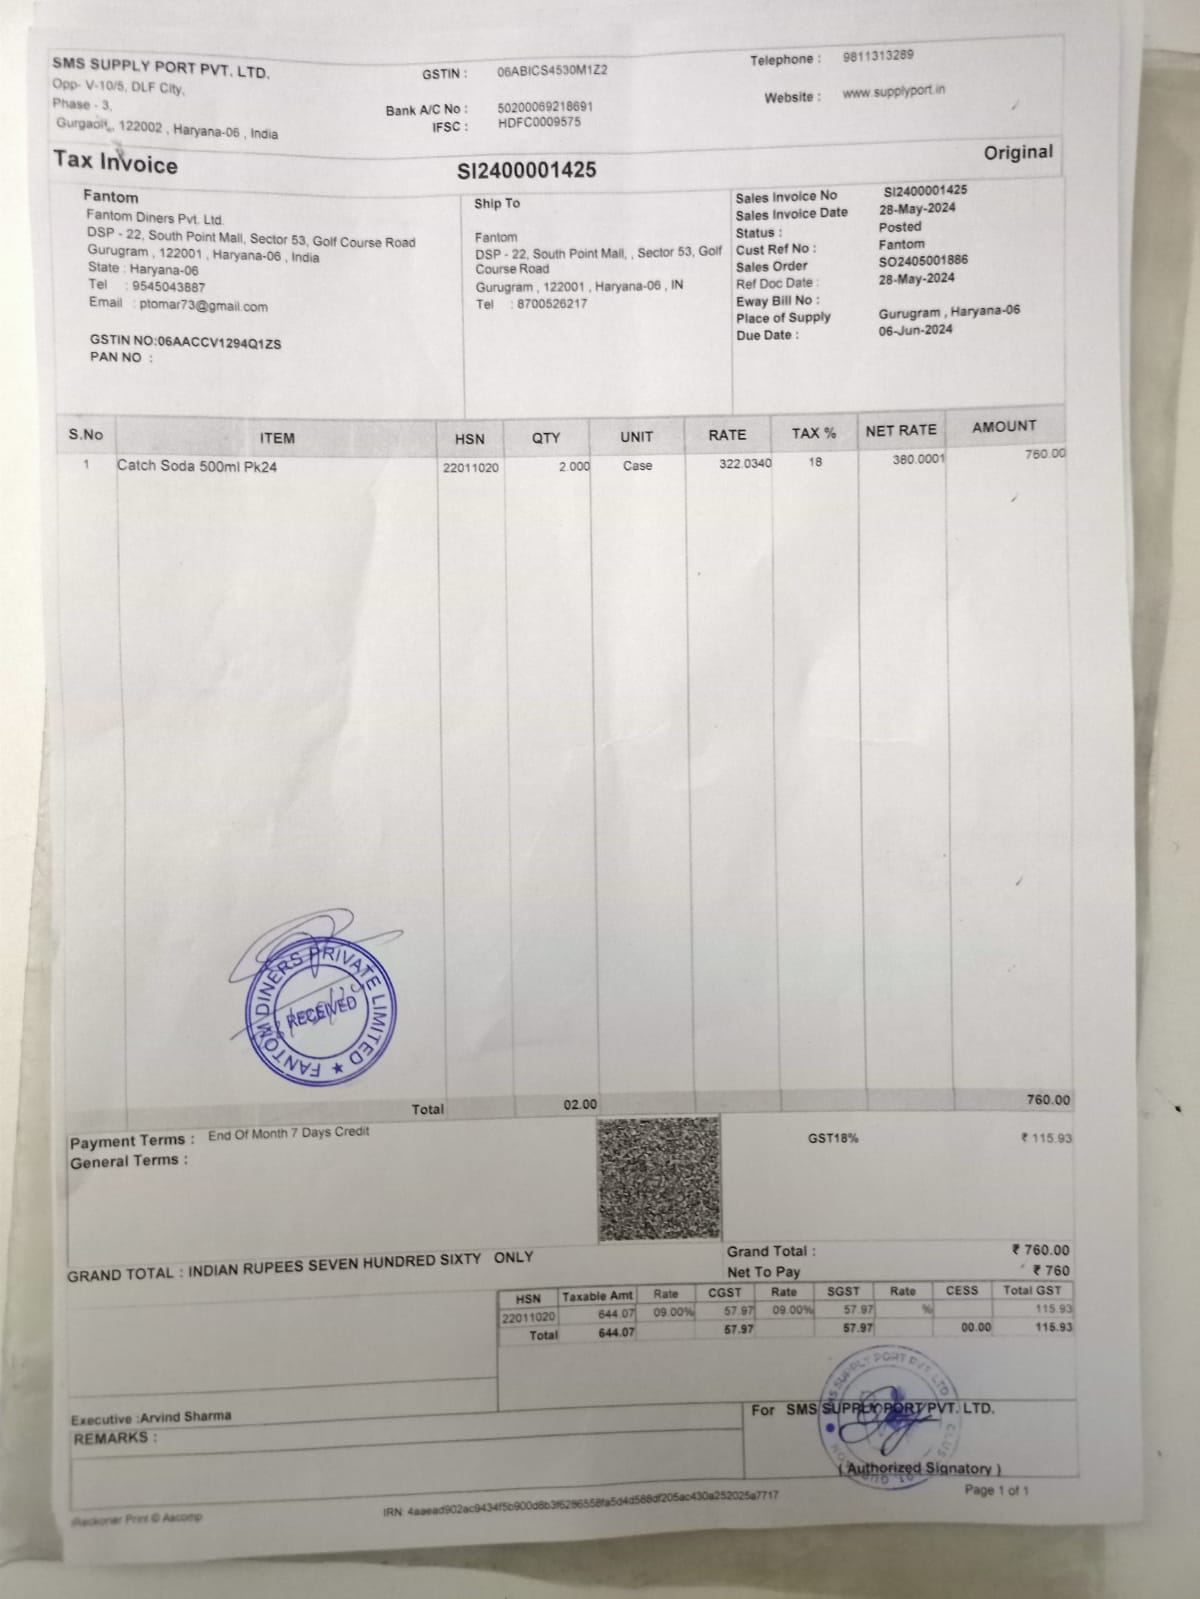 SMS SUPPLY PORT PVT. LTD.
Opp- V-10/5, DLF City,
Phase - 3,
Gurgaon, 122002 , Haryana-06 , India
GSTIN : 06ABICS4530M1Z2
Bank A/C No : 50200069218691
IFSC : HDFC0009575
Telephone : 9811313289
Website : www.supplyport.in
Tax Invoice
SI2400001425
Original
Fantom
Fantom Diners Pvt. Ltd.
DSP - 22, South Point Mall, Sector 53, Golf Course Road
Gurugram , 122001 , Haryana-06 , India
State : Haryana-06
Tel : 9545043887
Email : ptomar73@gmail.com
GSTIN NO:06AACCV1294Q1ZS
PAN NO :
Ship To
Fantom
DSP - 22, South Point Mall, , Sector 53, Golf
Course Road
Gurugram , 122001 , Haryana-06 , IN
Tel : 8700526217
Sales Invoice No SI2400001425
Sales Invoice Date 28-May-2024
Status : Posted
Cust Ref No : Fantom
Sales Order SO2405001886
Ref Doc Date : 28-May-2024
Eway Bill No :
Place of Supply Gurugram , Haryana-06
Due Date : 06-Jun-2024
S.No ITEM HSN QTY UNIT RATE TAX % NET RATE AMOUNT
1 Catch Soda 500ml Pk24 22011020 2.000 Case 322.0340 18 380.0001 760.00
FANTOM DINERS PRIVATE LIMITED
RECEIVED
Total 02.00 760.00
Payment Terms : End Of Month 7 Days Credit
General Terms :
GST18% ₹ 115.93
GRAND TOTAL : INDIAN RUPEES SEVEN HUNDRED SIXTY ONLY
Grand Total : ₹ 760.00
Net To Pay ₹ 760
HSN Taxable Amt Rate CGST Rate SGST Rate CESS Total GST
22011020 644.07 09.00% 57.97 09.00% 57.97 % 115.93
Total 644.07 57.97 57.97 00.00 115.93
Executive :Arvind Sharma
REMARKS :
For SMS SUPPLY PORT PVT. LTD.
( Authorized Signatory )
Page 1 of 1
iReckoner Print © Ascomp
IRN: